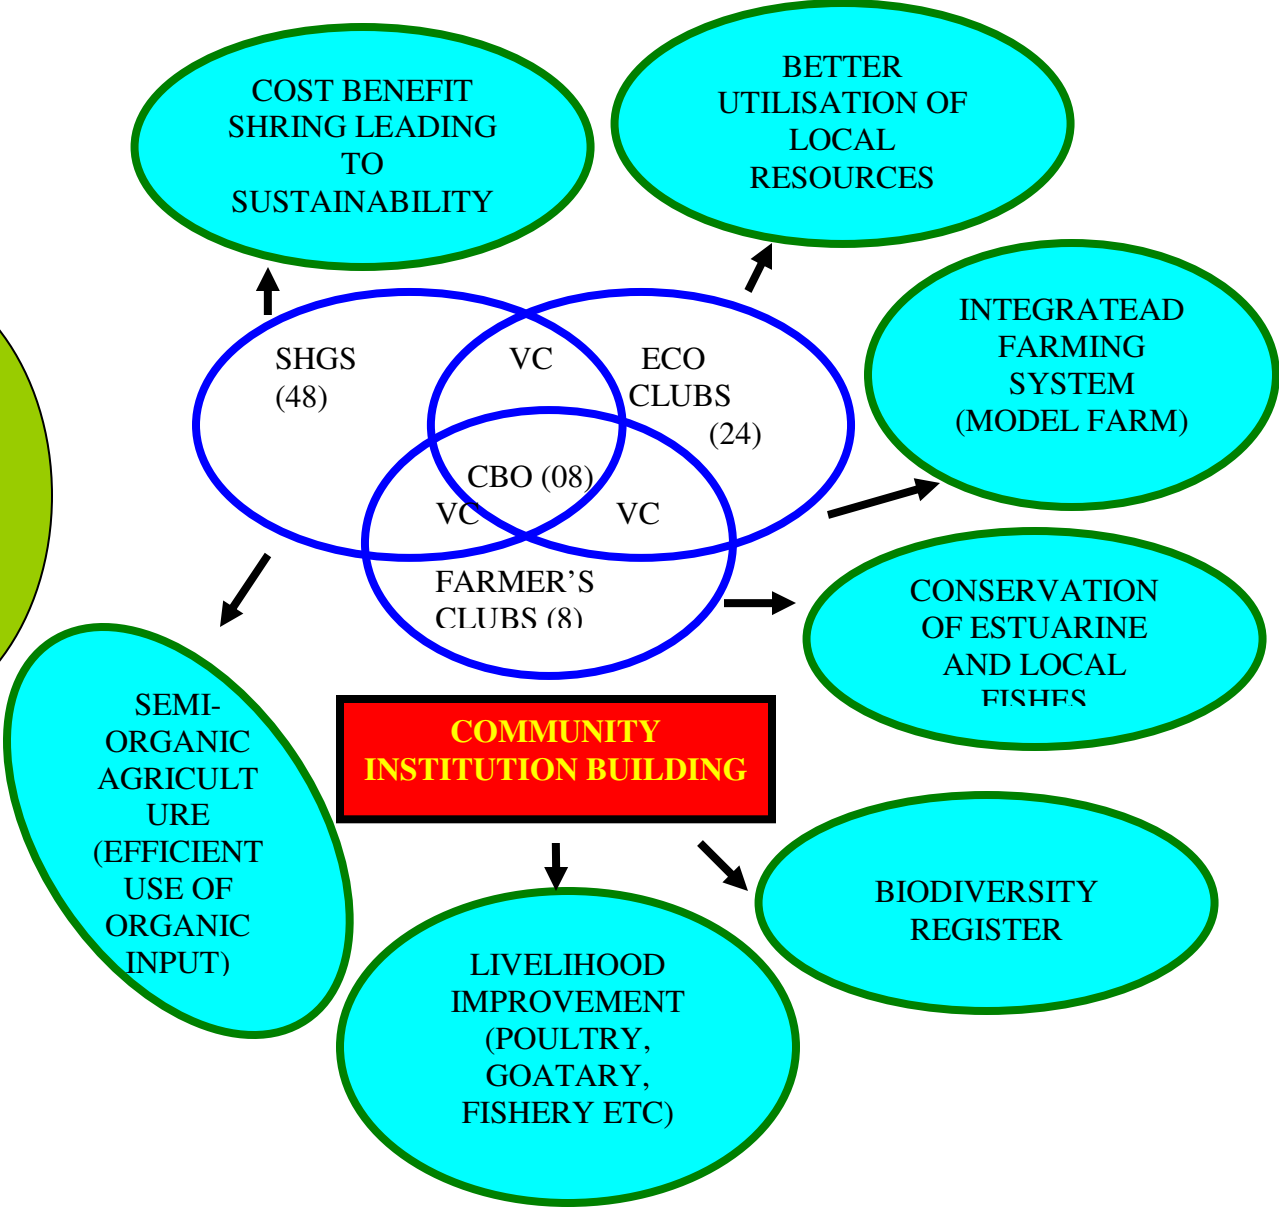 COST BENEFIT
SHRING LEADING
TO
SUSTAINABILITY
BETTER
UTILISATION OF
LOCAL
RESOURCES
INTEGRATEAD
FARMING
SYSTEM
(MODEL FARM)
SHGS
(48)
VC
ECO
CLUBS
(24)
CBO (08)
VC
VC
FARMER’S
CLUBS (8)
CONSERVATION
OF ESTUARINE
AND LOCAL
FISHES
SEMI-
ORGANIC
AGRICULT
URE
(EFFICIENT
USE OF
ORGANIC
INPUT)
COMMUNITY
INSTITUTION BUILDING
BIODIVERSITY
REGISTER
LIVELIHOOD
IMPROVEMENT
(POULTRY,
GOATARY,
FISHERY ETC)